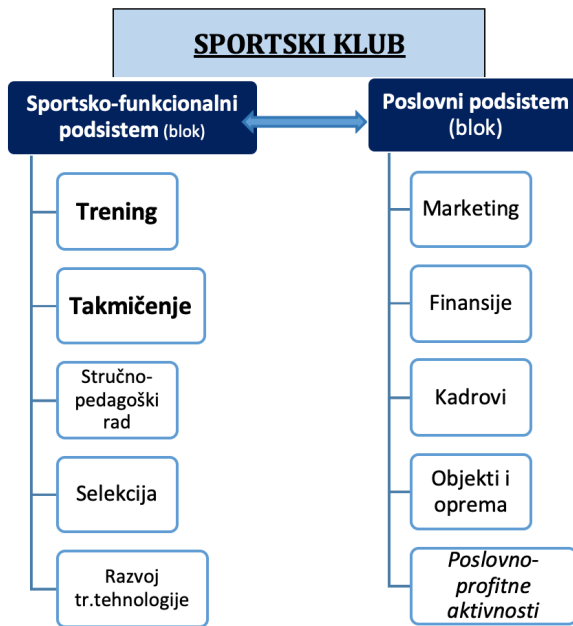 SPORTSKI KLUB
Sportsko-funkcionalni
podsistem (blok)
Trening
Takmičenje
Stručno-
pedagoški
rad
Selekcija
Razvoj
tr.tehnologije
Poslovni podsistem
(blok)
Marketing
Finansije
Kadrovi
Objekti i
oprema
Poslovno-
profitne
aktivnosti